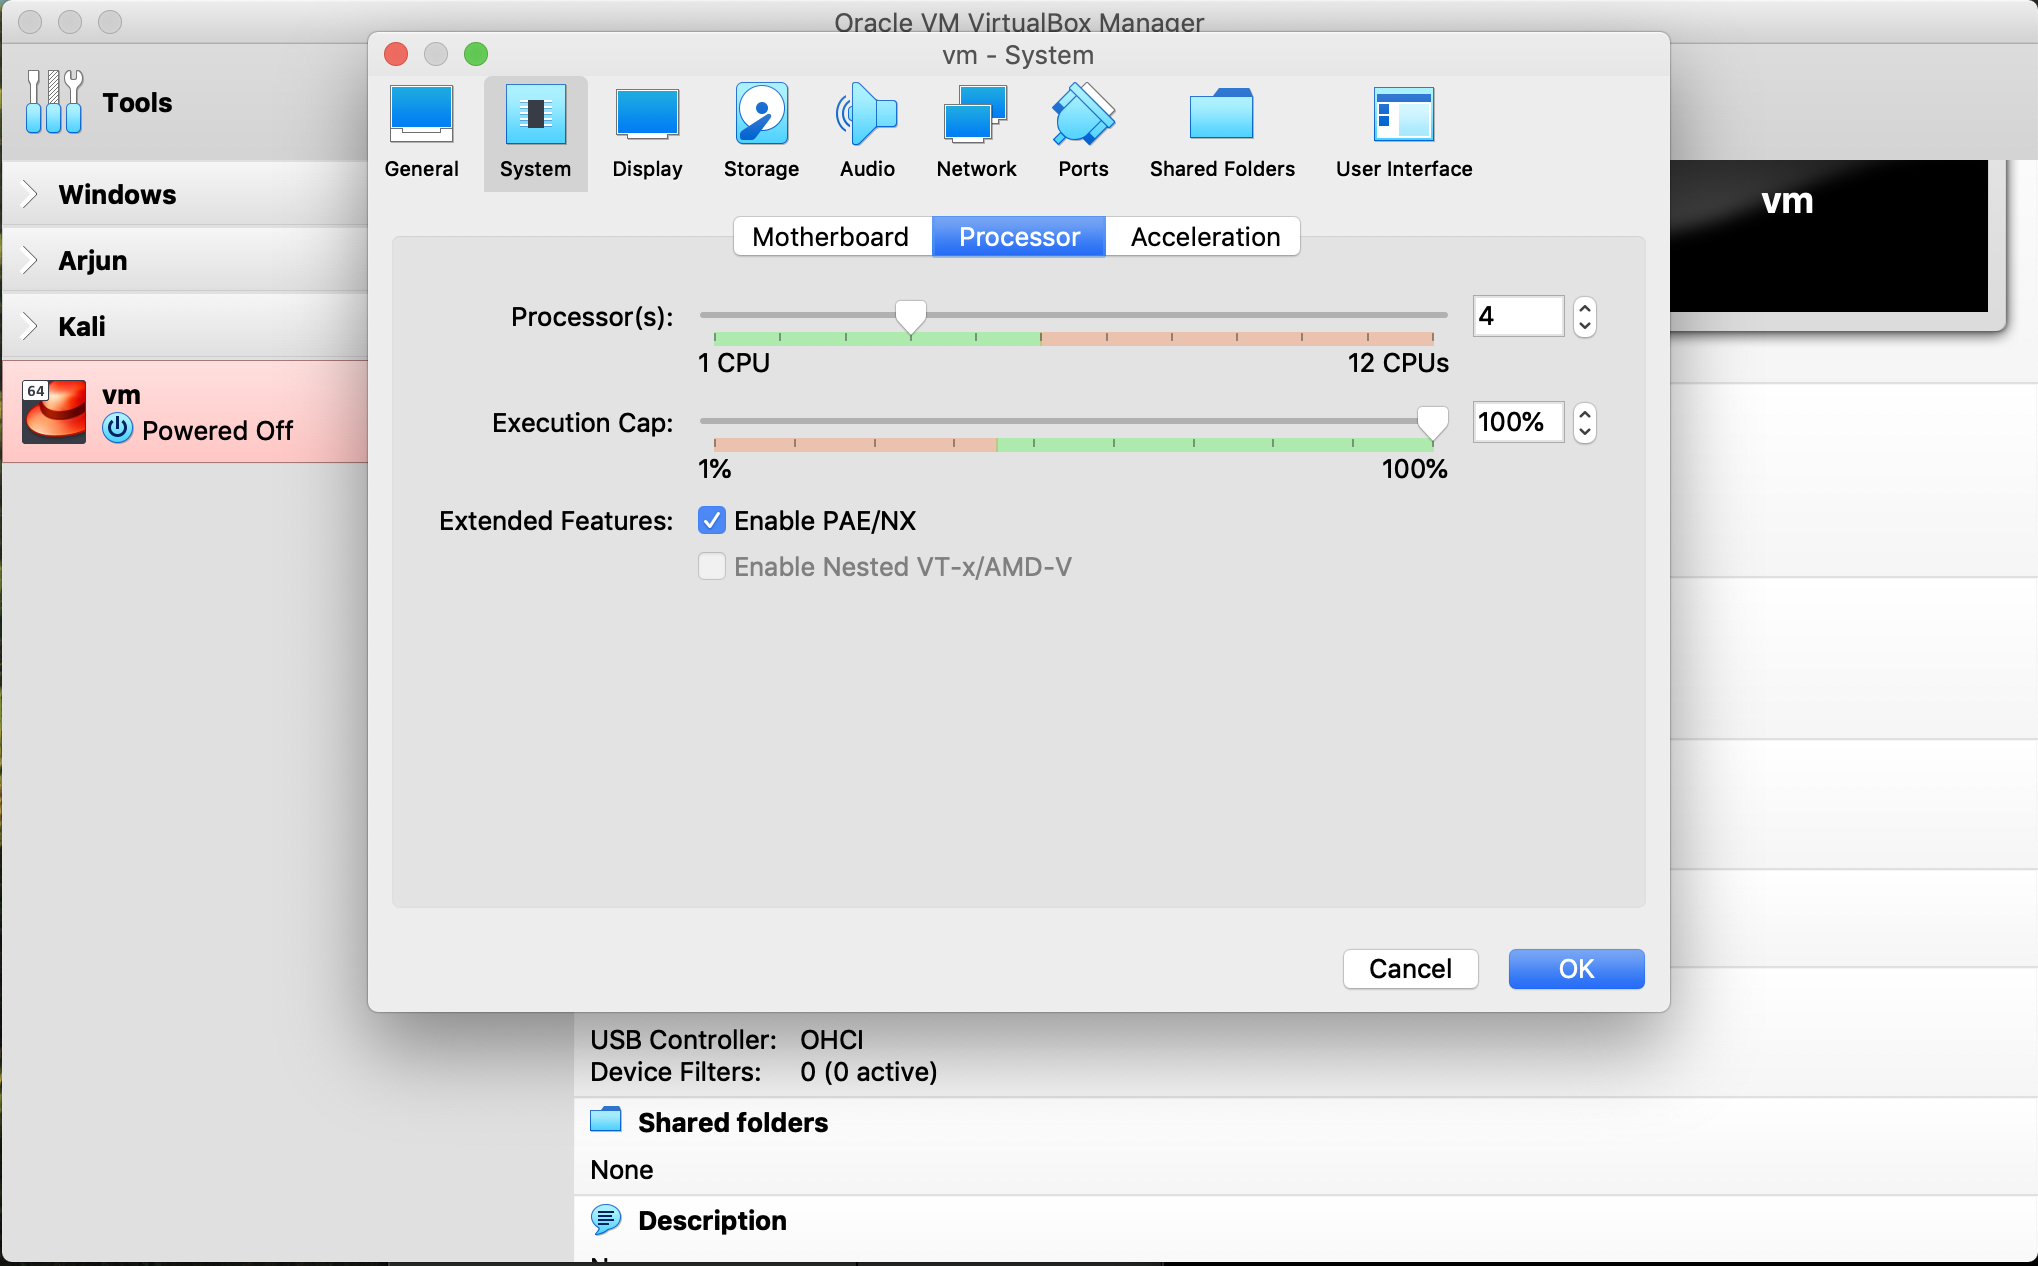 Oracle VM VirtualBox Manager
vm - System
Tools
General
System
Display
Storage
Audio
Network
Ports
Shared Folders
User Interface
Windows
Arjun
Kali
64
vm
Powered Off
vm
Motherboard
Processor
Acceleration
Processor(s):
4
1 CPU
12 CPUs
Execution Cap:
100%
1%
100%
Extended Features:
Enable PAE/NX
Enable Nested VT-x/AMD-V
Cancel
OK
USB Controller: OHCI
Device Filters: 0 (0 active)
Shared folders
None
Description